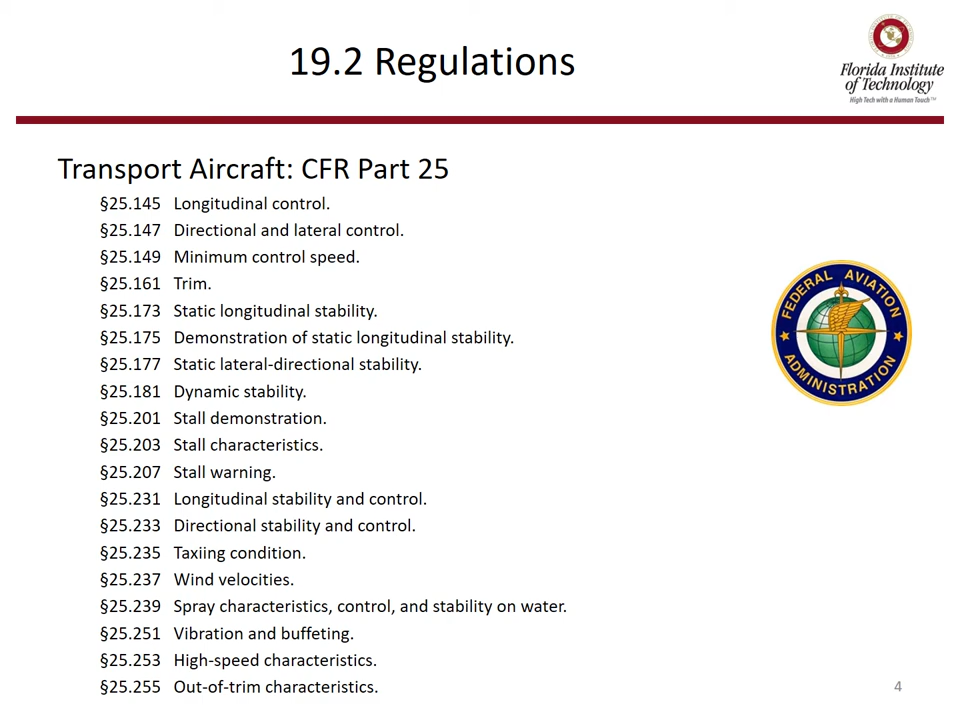 19.2 Regulations
Florida Institute
of Technology
High Tech with a Human Touch™
Transport Aircraft: CFR Part 25
§25.145 Longitudinal control.
§25.147 Directional and lateral control.
§25.149 Minimum control speed.
§25.161 Trim.
§25.173 Static longitudinal stability.
§25.175 Demonstration of static longitudinal stability.
§25.177 Static lateral-directional stability.
§25.181 Dynamic stability.
§25.201 Stall demonstration.
§25.203 Stall characteristics.
§25.207 Stall warning.
§25.231 Longitudinal stability and control.
§25.233 Directional stability and control.
§25.235 Taxiing condition.
§25.237 Wind velocities.
§25.239 Spray characteristics, control, and stability on water.
§25.251 Vibration and buffeting.
§25.253 High-speed characteristics.
§25.255 Out-of-trim characteristics.
FEDERAL AVIATION
ADMINISTRATION
4